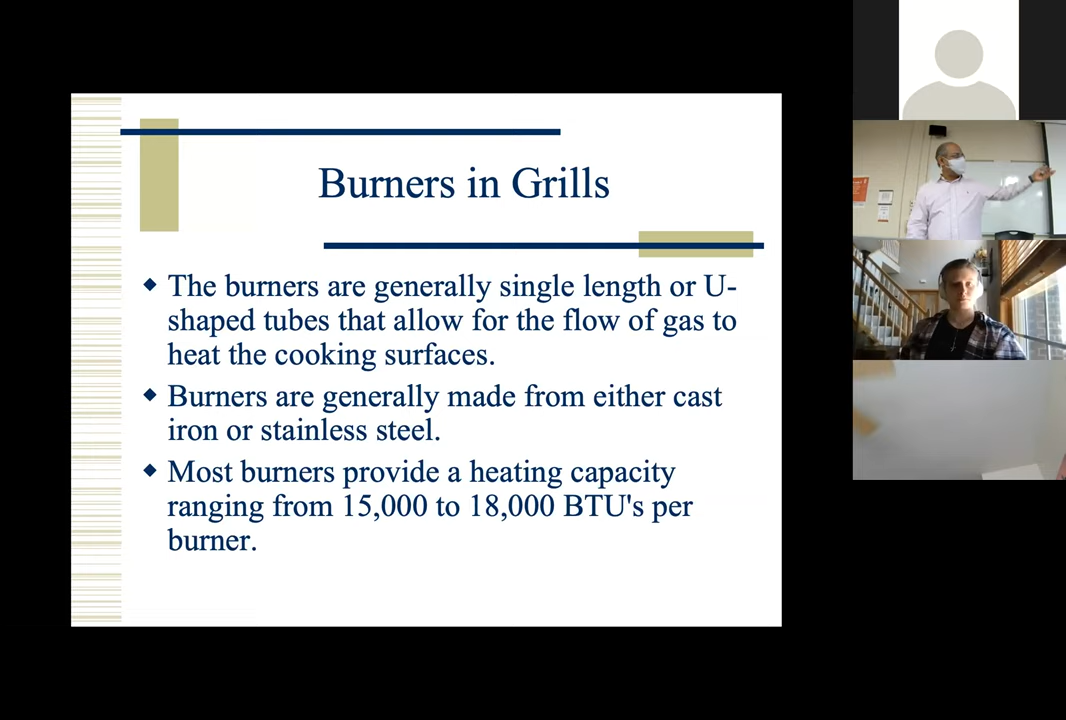 Burners in Grills
The burners are generally single length or U-
shaped tubes that allow for the flow of gas to
heat the cooking surfaces.
Burners are generally made from either cast
iron or stainless steel.
Most burners provide a heating capacity
ranging from 15,000 to 18,000 BTU's per
burner.